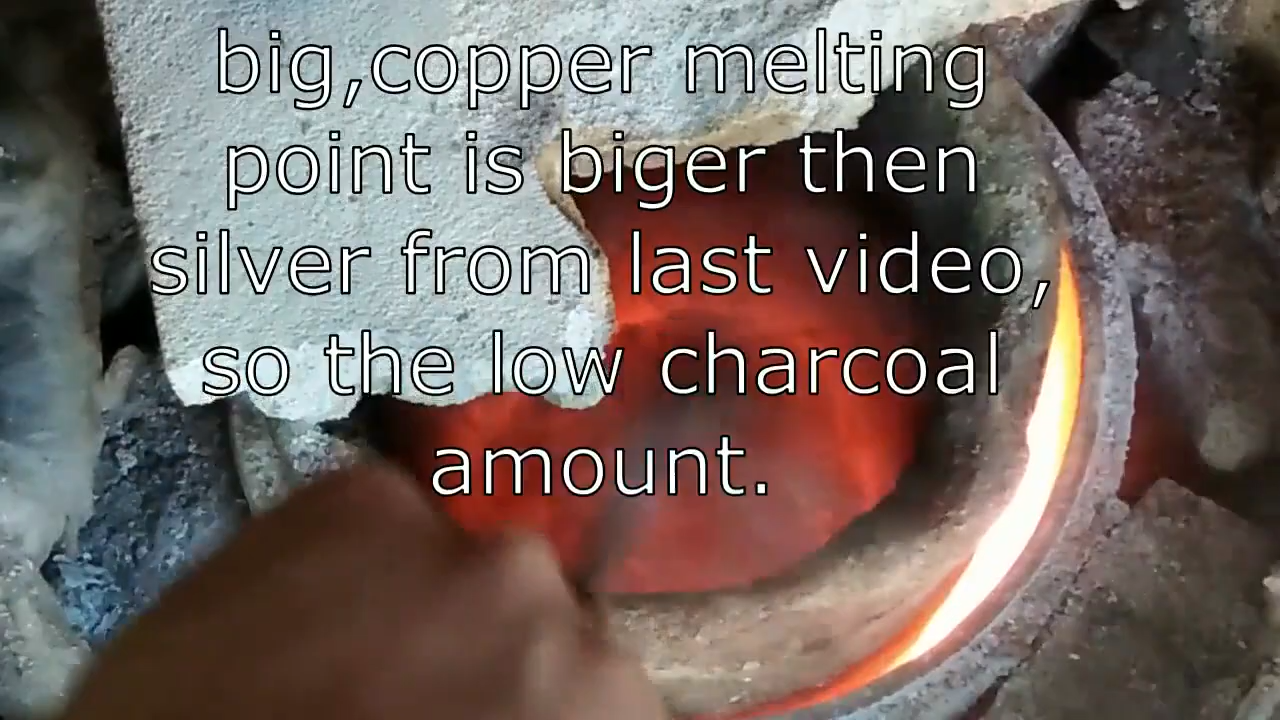 big,copper melting
point is biger then
silver from last video,
so the low charcoal
amount.